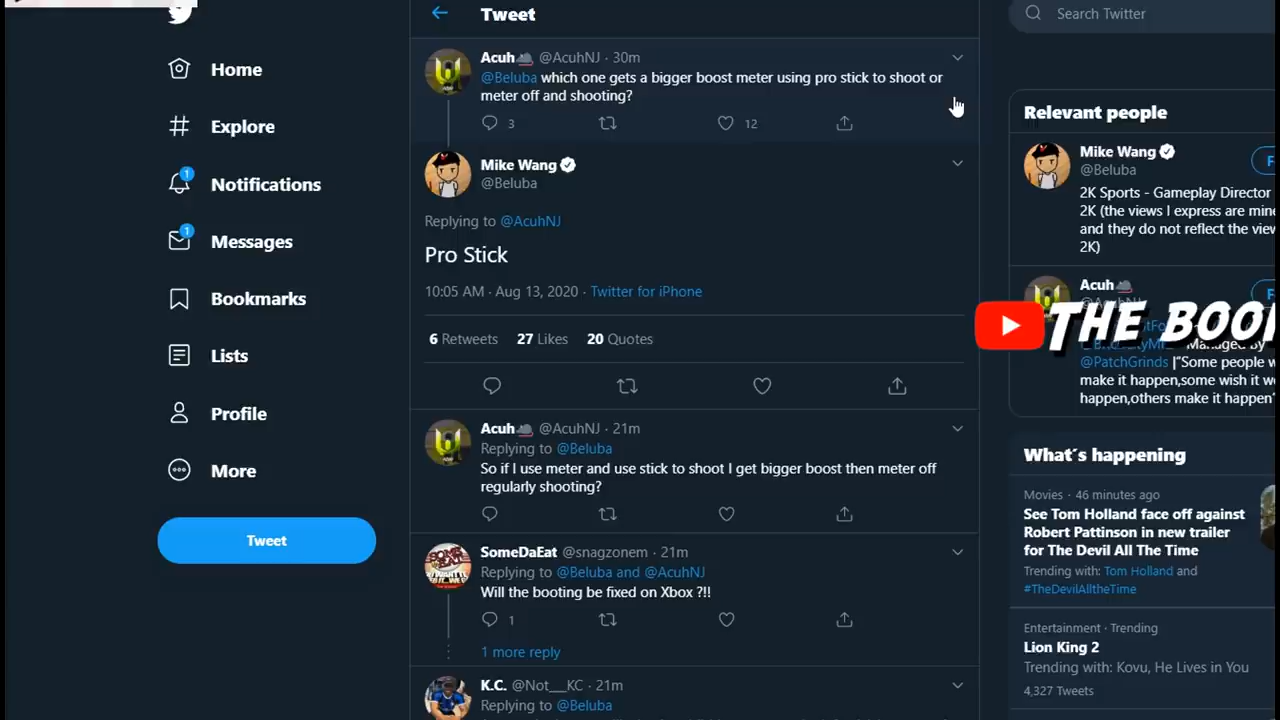 Home
Explore
1
Notifications
1
Messages
Bookmarks
Lists
Profile
More
Tweet
Tweet
Acuh @AcuhNJ · 30m
@Beluba which one gets a bigger boost meter using pro stick to shoot or
meter off and shooting?
3
12
Mike Wang
@Beluba
Replying to @AcuhNJ
Pro Stick
10:05 AM · Aug 13, 2020 · Twitter for iPhone
6 Retweets 27 Likes 20 Quotes
Acuh @AcuhNJ · 21m
Replying to @Beluba
So if I use meter and use stick to shoot I get bigger boost then meter off
regularly shooting?
SomeDaEat @snagzonem · 21m
Replying to @Beluba and @AcuhNJ
Will the booting be fixed on Xbox ?!!
1
1 more reply
K.C. @Not__KC · 21m
Replying to @Beluba
Search Twitter
Relevant people
Mike Wang
@Beluba
F
2K Sports - Gameplay Director
2K (the views I express are mine
and they do not reflect the view
2K)
Acuh
F
THE BOO
Managed by
@PatchGrinds |"Some people w
make it happen,some wish it wo
happen,others make it happen"
What's happening
Movies · 46 minutes ago
See Tom Holland face off against
Robert Pattinson in new trailer
for The Devil All The Time
Trending with: Tom Holland and
#TheDevilAlltheTime
Entertainment · Trending
Lion King 2
Trending with: Kovu, He Lives in You
4,327 Tweets